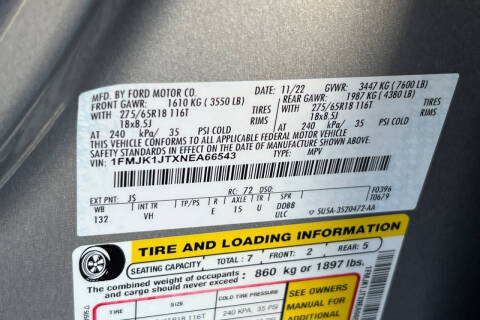 MFD. BY FORD MOTOR CO.
DATE: 11/22 GVWR: 3447 KG (7600 LB)
FRONT GAWR: 1610 KG (3550 LB) REAR GAWR: 1987 KG (4380 LB)
WITH 275/65R18 116T TIRES WITH 275/65R18 116T TIRES
18x8.5J RIMS 18x8.5J RIMS
AT 240 kPa/ 35 PSI COLD AT 240 kPa/ 35 PSI COLD
THIS VEHICLE CONFORMS TO ALL APPLICABLE FEDERAL MOTOR VEHICLE
SAFETY STANDARDS IN EFFECT ON THE DATE OF MANUFACTURE SHOWN ABOVE.
VIN: 1FMJK1JTXNEA66543 TYPE: MPV
EXT PNT: JS RC: 72 DSO: F0396
WB INT TR TP/PS R AXLE TR SPR T0679
132 VH E 15 U DDBB
ULC 5U5A-3520472-AA
TIRE AND LOADING INFORMATION
SEATING CAPACITY TOTAL: 7 FRONT: 2 REAR: 5
The combined weight of occupants
and cargo should never exceed: 860 kg or 1897 lbs.
TIRE SIZE COLD TIRE PRESSURE SEE OWNERS
240 KPA, 35 PSI MANUAL FOR
ADDITIONAL